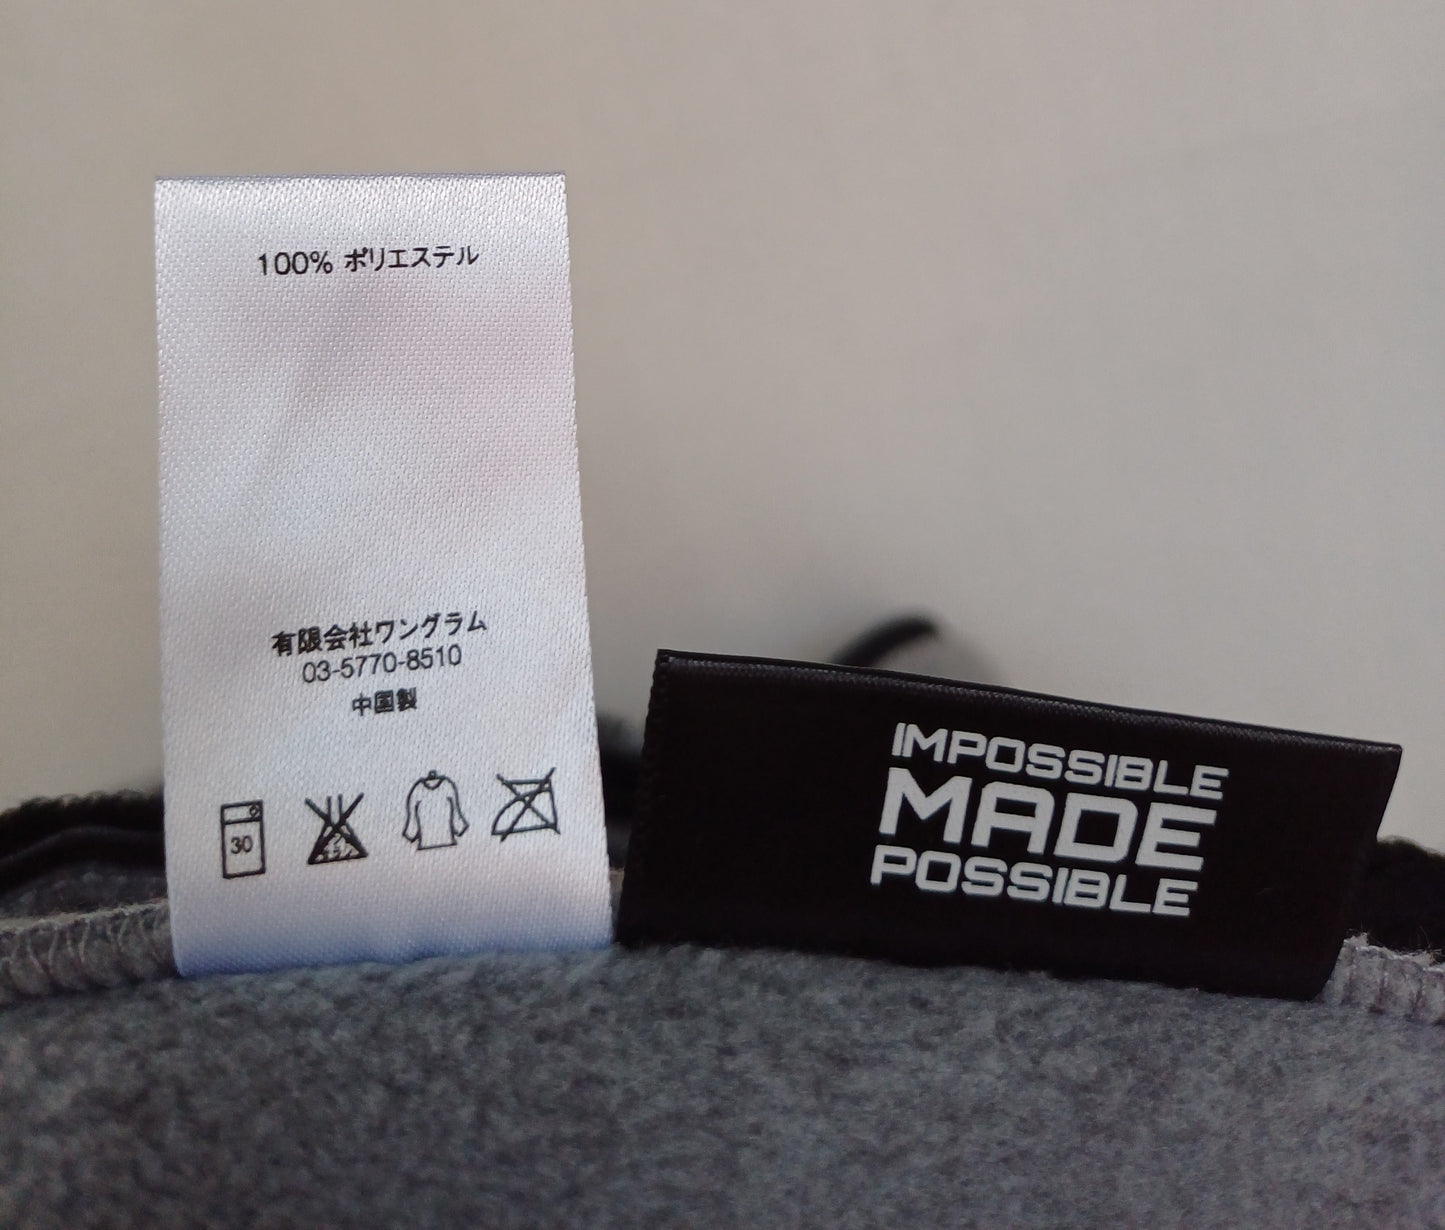 100% ポリエステル
有限会社ワングラム
03-5770-8510
中国製
30
IMPOSSIBLE
MADE
POSSIBLE